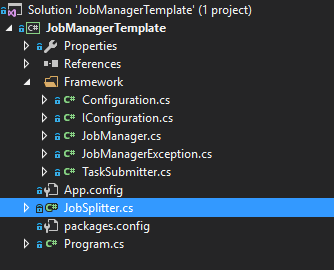 Solution 'JobManagerTemplate' (1 project)
C# JobManagerTemplate
Properties
References
Framework
C# Configuration.cs
C# IConfiguration.cs
C# JobManager.cs
C# JobManagerException.cs
C# TaskSubmitter.cs
App.config
C# JobSplitter.cs
packages.config
C# Program.cs